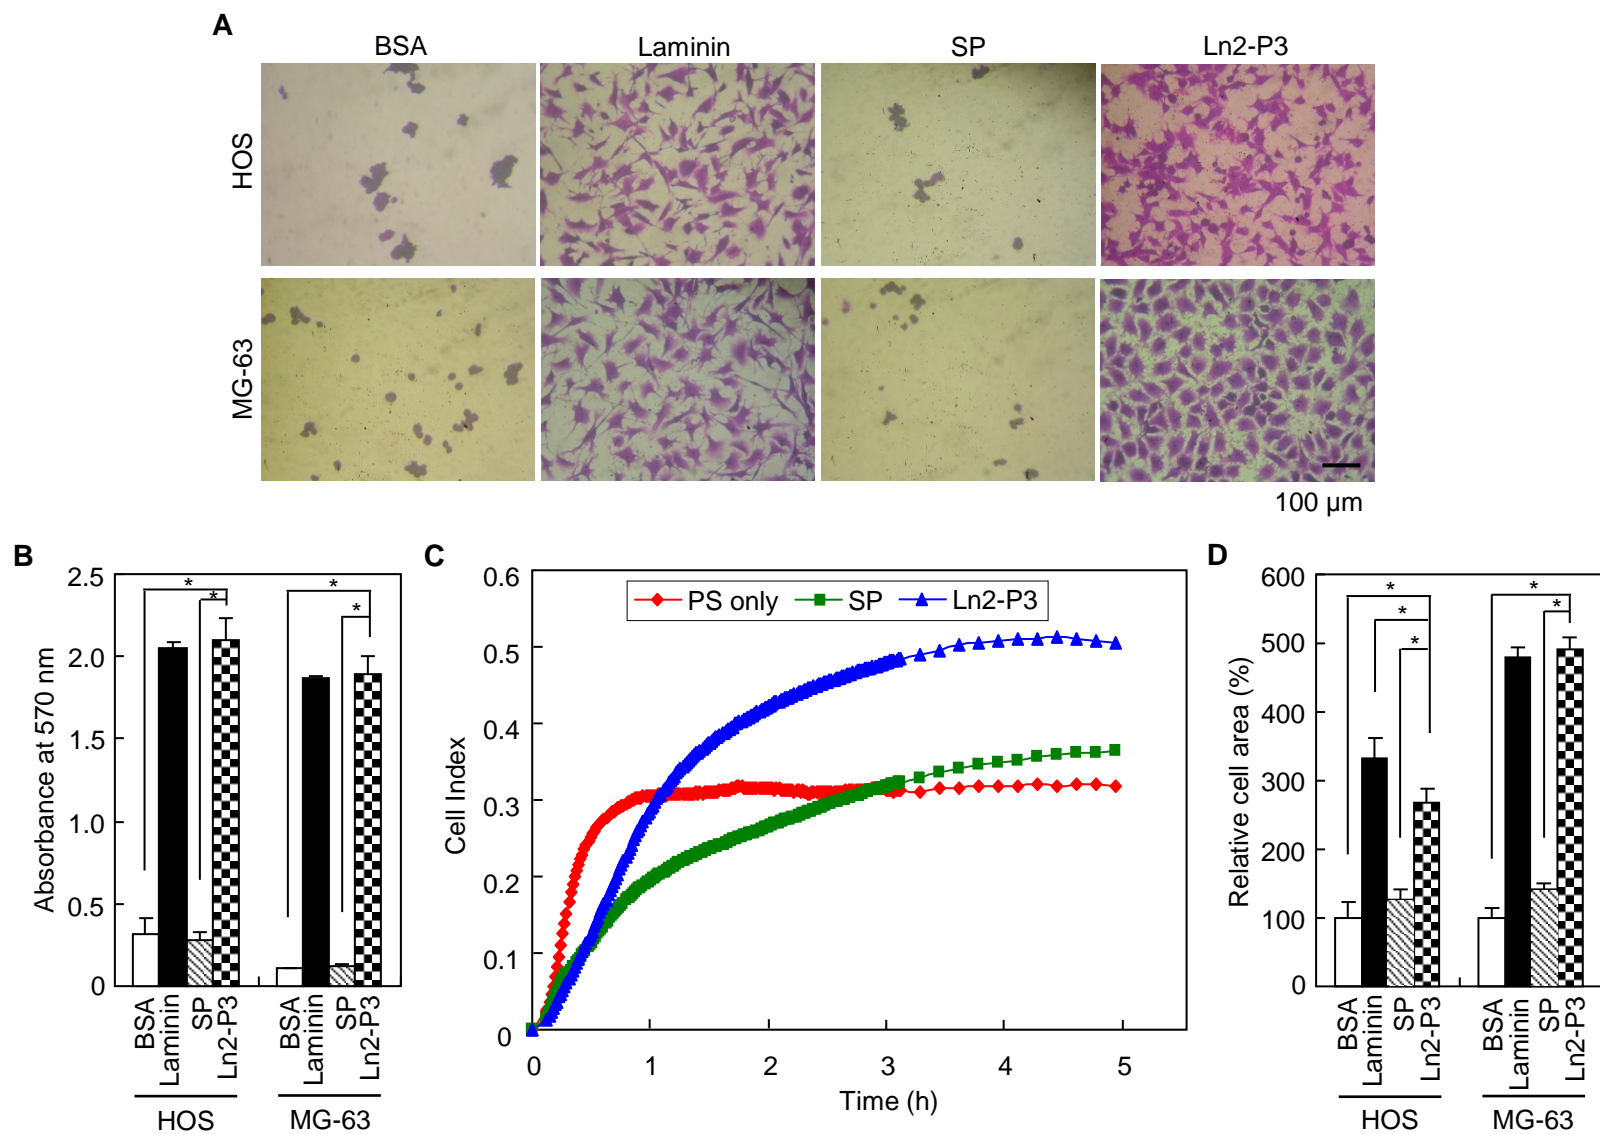 A
BSA Laminin SP Ln2-P3
HOS
MG-63
100 µm
B
Absorbance at 570 nm
2.5
2.0
1.5
1.0
0.5
0
* * * *
BSA Laminin SP Ln2-P3 BSA Laminin SP Ln2-P3
HOS MG-63
C
Cell Index
0.6
0.5
0.4
0.3
0.2
0.1
0
PS only SP Ln2-P3
0 1 2 3 4 5
Time (h)
D
Relative cell area (%)
600
500
400
300
200
100
0
* * * * *
BSA Laminin SP Ln2-P3 BSA Laminin SP Ln2-P3
HOS MG-63